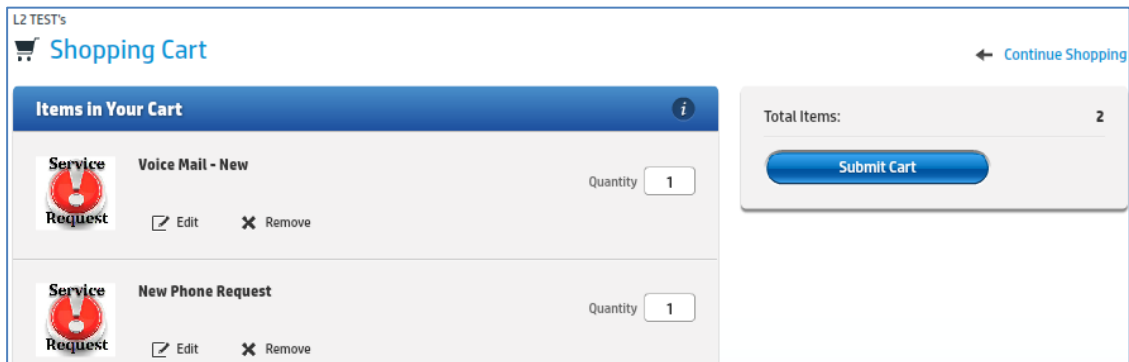 L2 TEST's
Shopping Cart
Continue Shopping
Items in Your Cart
i
Total Items: 2
Submit Cart
Service
Request
Voice Mail - New
Quantity 1
Edit Remove
Service
Request
New Phone Request
Quantity 1
Edit Remove